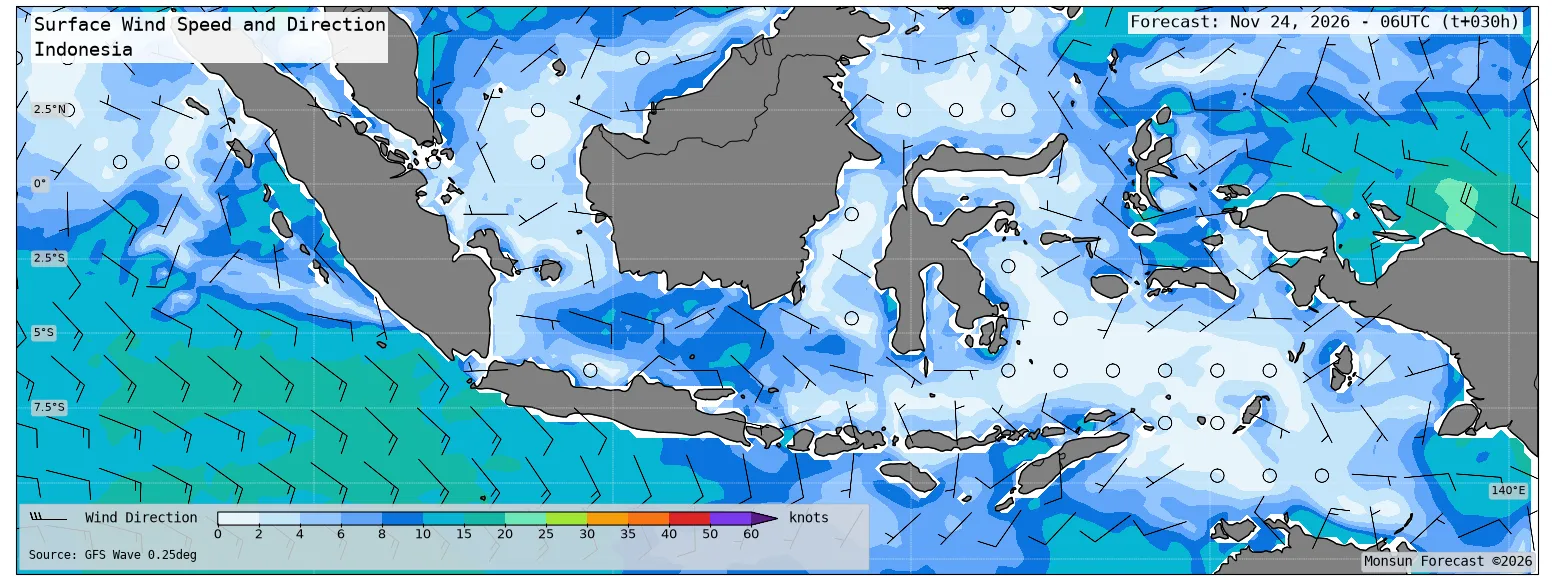 Surface Wind Speed and Direction
Indonesia
Forecast: Nov 24, 2026 - 06UTC (t+030h)
2.5°N
0°
2.5°S
5°S
7.5°S
140°E
Wind Direction
0 2 4 6 8 10 15 20 25 30 35 40 50 60
knots
Source: GFS Wave 0.25deg
Monsun Forecast ©2026